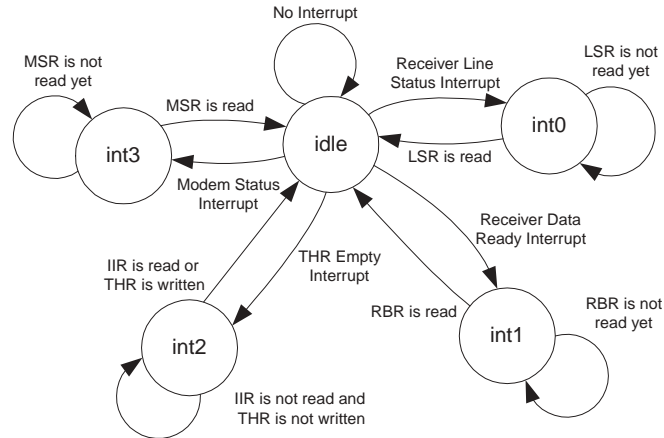 No Interrupt
MSR is not
read yet
Receiver Line
Status Interrupt
LSR is not
read yet
MSR is read
int3
idle
int0
LSR is read
Modem Status
Interrupt
Receiver Data
Ready Interrupt
IIR is read or
THR is written
THR Empty
Interrupt
RBR is read
RBR is not
read yet
int2
int1
IIR is not read and
THR is not written